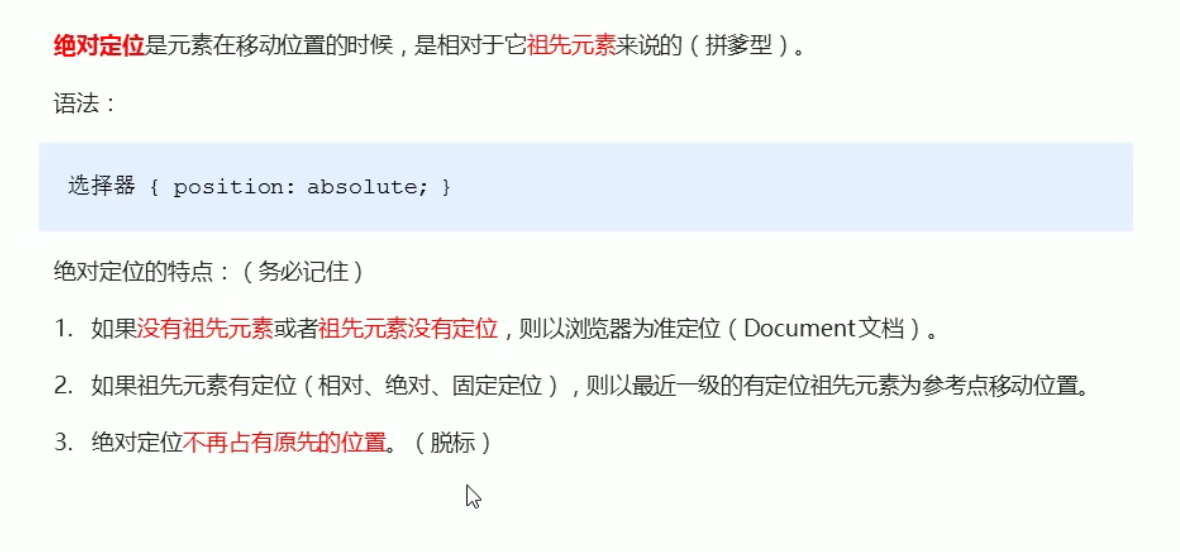 绝对定位是元素在移动位置的时候，是相对于它祖先元素来说的（拼爹型）。
语法：
选择器 { position: absolute; }
绝对定位的特点：（务必记住）
1. 如果没有祖先元素或者祖先元素没有定位，则以浏览器为准定位（Document文档）。
2. 如果祖先元素有定位（相对、绝对、固定定位），则以最近一级的有定位祖先元素为参考点移动位置。
3. 绝对定位不再占有原先的位置。（脱标）